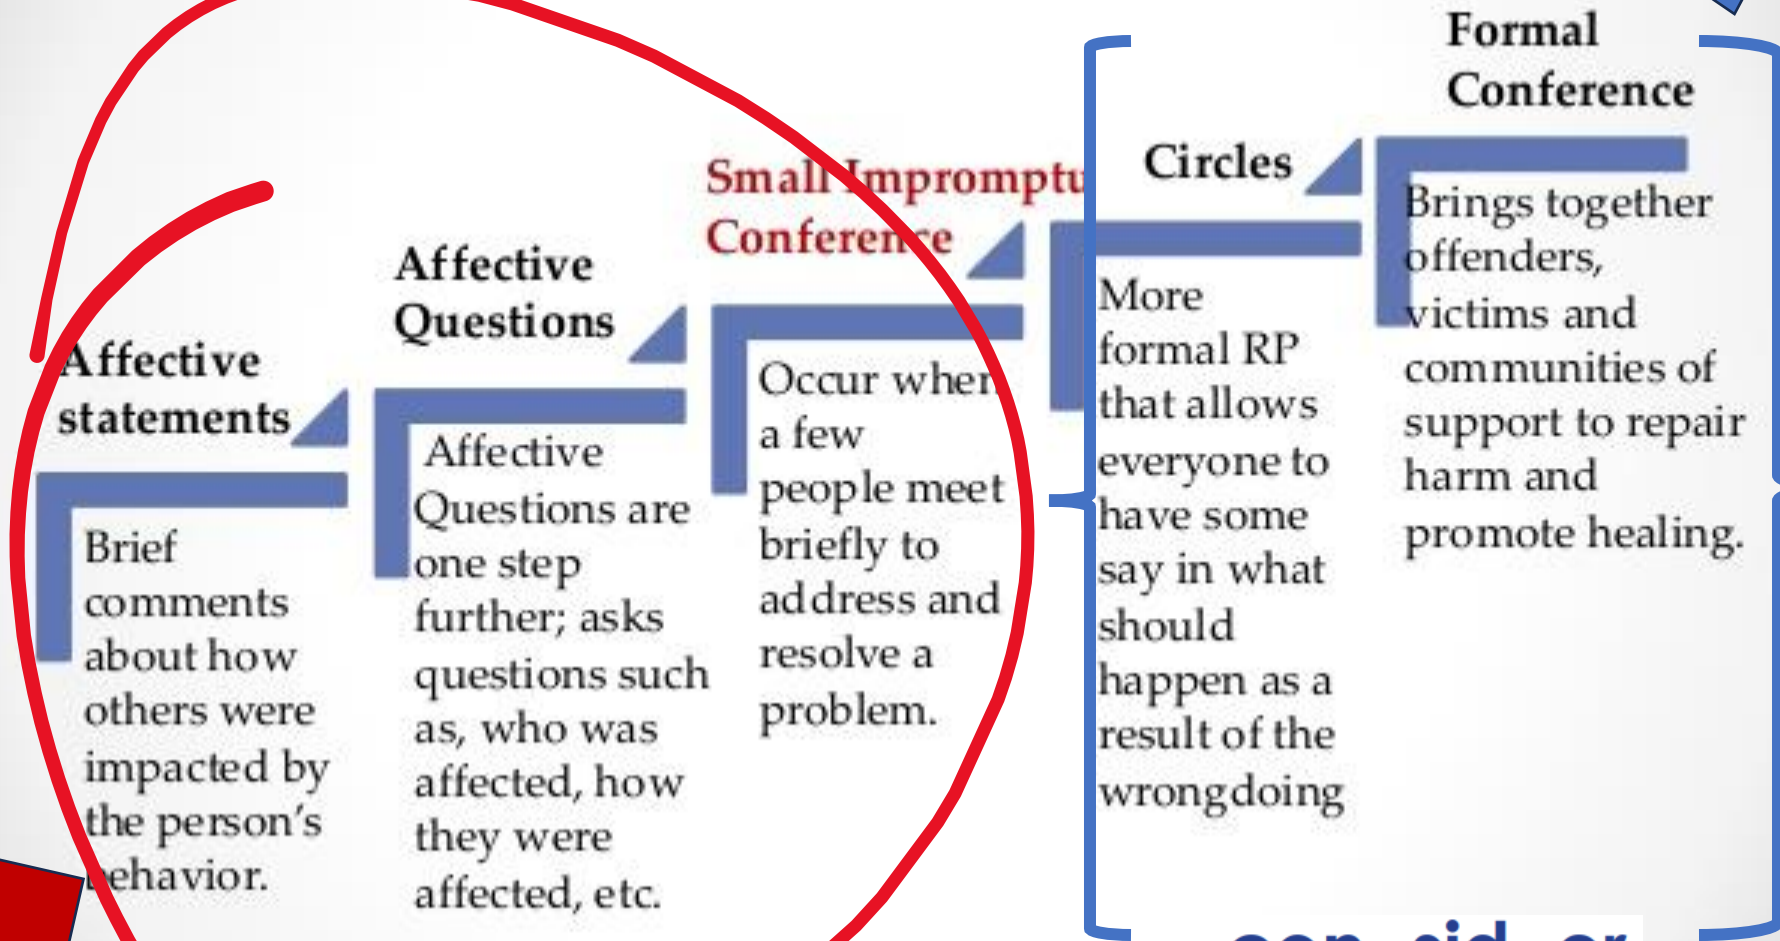 Affective
statements
Brief
comments
about how
others were
impacted by
the person's
behavior.
Affective
Questions
Affective
Questions are
one step
further; asks
questions such
as, who was
affected, how
they were
affected, etc.
Small Impromptu
Conference
Occur when
a few
people meet
briefly to
address and
resolve a
problem.
Circles
More
formal RP
that allows
everyone to
have some
say in what
should
happen as a
result of the
wrongdoing
Formal
Conference
Brings together
offenders,
victims and
communities of
support to repair
harm and
promote healing.